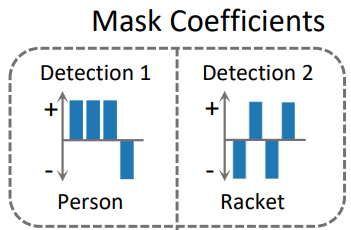 Mask Coefficients
Detection 1
+
-
Person
Detection 2
+
-
Racket